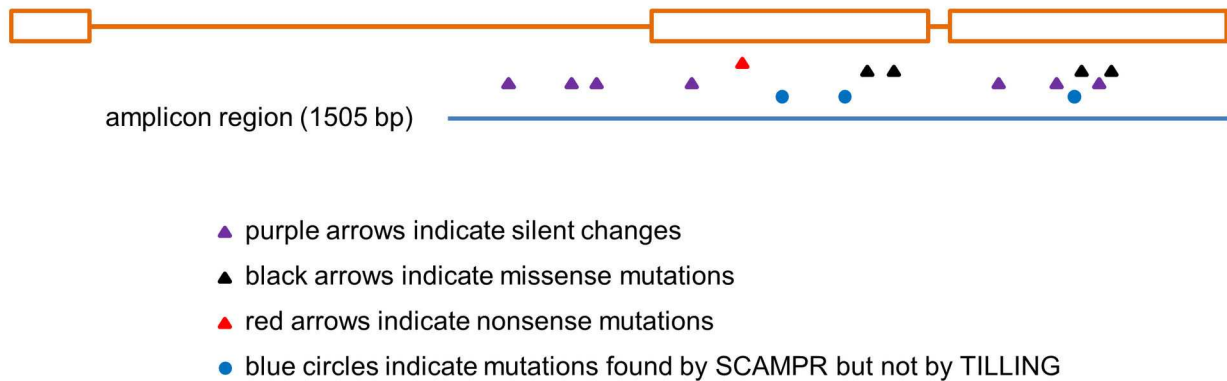 amplicon region (1505 bp)
purple arrows indicate silent changes
black arrows indicate missense mutations
red arrows indicate nonsense mutations
blue circles indicate mutations found by SCAMPR but not by TILLING